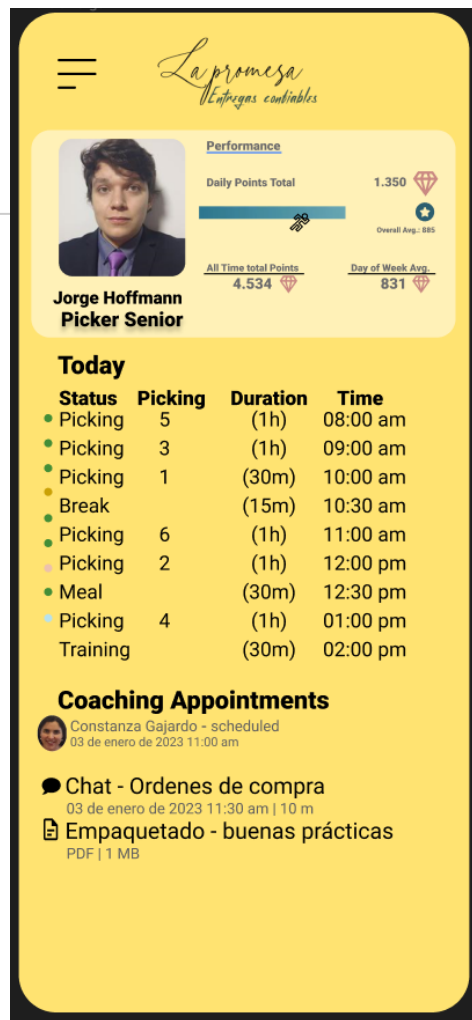 La promesa
Entregas confiables
Performance
Daily Points Total 1.350
Overall Avg.: 885
All Time total Points Day of Week Avg.
4.534 831
Jorge Hoffmann
Picker Senior
Today
Status Picking Duration Time
Picking 5 (1h) 08:00 am
Picking 3 (1h) 09:00 am
Picking 1 (30m) 10:00 am
Break (15m) 10:30 am
Picking 6 (1h) 11:00 am
Picking 2 (1h) 12:00 pm
Meal (30m) 12:30 pm
Picking 4 (1h) 01:00 pm
Training (30m) 02:00 pm
Coaching Appointments
Constanza Gajardo - scheduled
03 de enero de 2023 11:00 am
Chat - Ordenes de compra
03 de enero de 2023 11:30 am | 10 m
Empaquetado - buenas prácticas
PDF | 1 MB